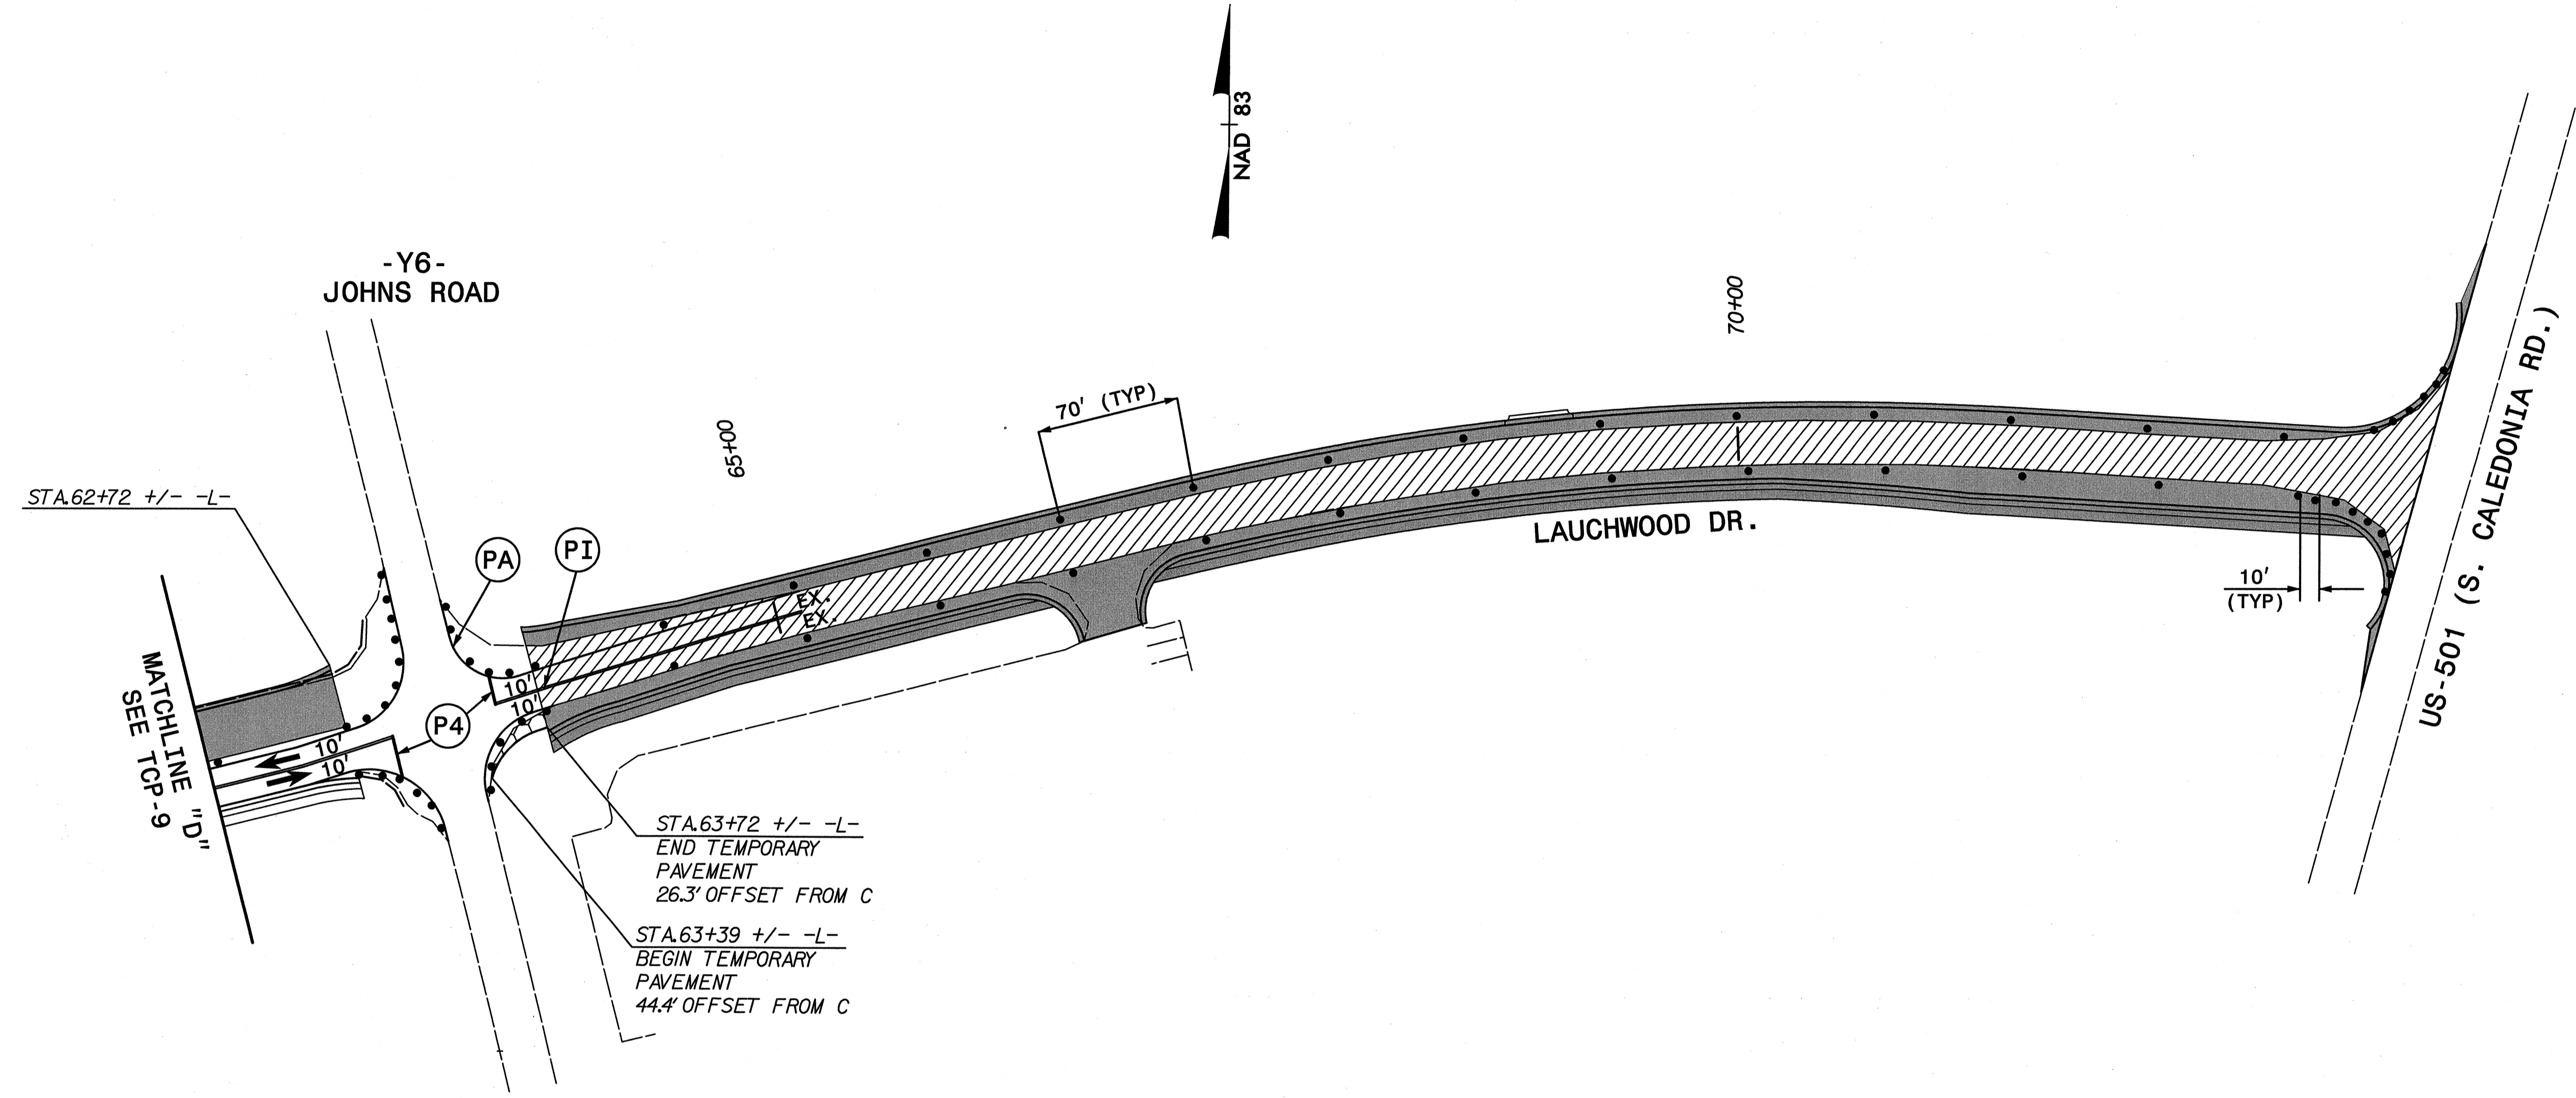 NAD 83
-Y6-
JOHNS ROAD
70+00
70' (TYP)
65+00
STA.62+72 +/- -L-
PA
PI
EX.
EX.
LAUCHWOOD DR.
US-501 (S. CALEDONIA RD.)
10'
(TYP)
MATCHLINE "D"
SEE TCP-9
10'
10'
P4
10'
10'
STA.63+72 +/- -L-
END TEMPORARY
PAVEMENT
26.3' OFFSET FROM C
STA.63+39 +/- -L-
BEGIN TEMPORARY
PAVEMENT
44.4' OFFSET FROM C